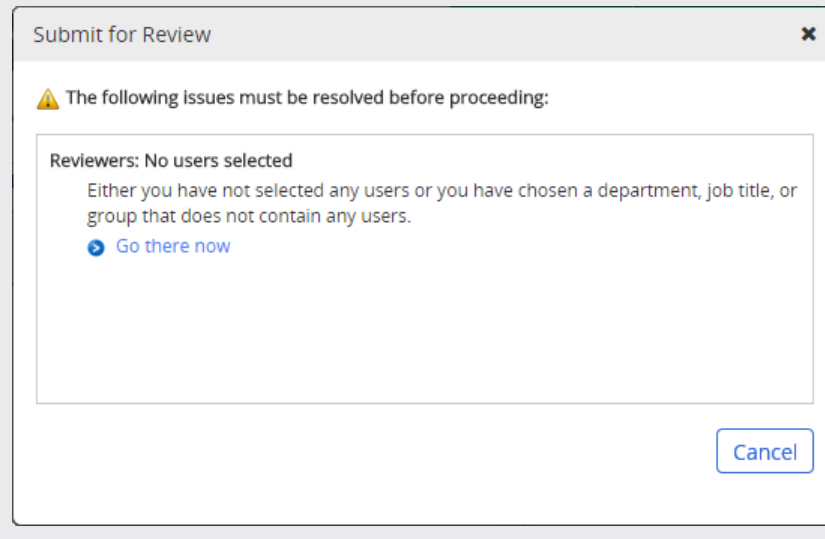 Submit for Review
The following issues must be resolved before proceeding:
Reviewers: No users selected
Either you have not selected any users or you have chosen a department, job title, or
group that does not contain any users.
Go there now
Cancel